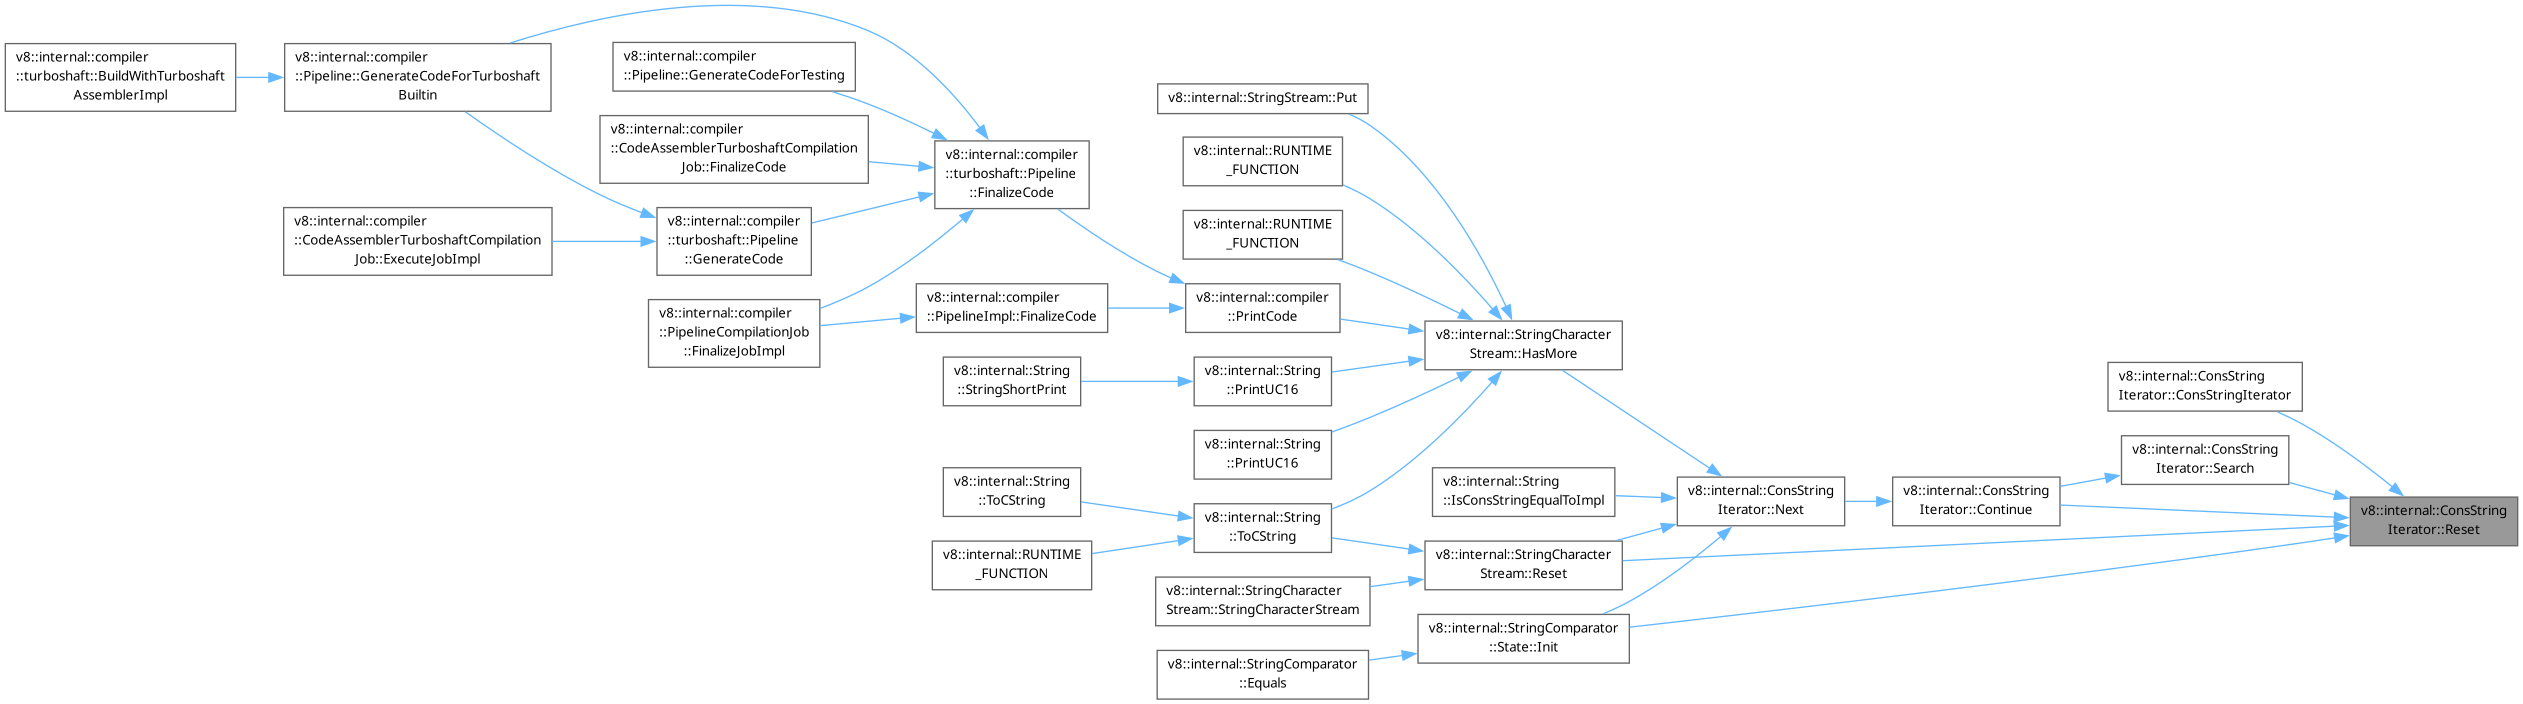 v8::internal::compiler
::turboshaft::BuildWithTurboshaft
AssemblerImpl
v8::internal::compiler
::Pipeline::GenerateCodeForTurboshaft
Builtin
v8::internal::compiler
::CodeAssemblerTurboshaftCompilation
Job::ExecuteJobImpl
v8::internal::compiler
::Pipeline::GenerateCodeForTesting
v8::internal::compiler
::CodeAssemblerTurboshaftCompilation
Job::FinalizeCode
v8::internal::compiler
::turboshaft::Pipeline
::GenerateCode
v8::internal::compiler
::PipelineCompilationJob
::FinalizeJobImpl
v8::internal::compiler
::turboshaft::Pipeline
::FinalizeCode
v8::internal::compiler
::PipelineImpl::FinalizeCode
v8::internal::String
::StringShortPrint
v8::internal::String
::ToCString
v8::internal::RUNTIME
_FUNCTION
v8::internal::StringStream::Put
v8::internal::RUNTIME
_FUNCTION
v8::internal::RUNTIME
_FUNCTION
v8::internal::compiler
::PrintCode
v8::internal::String
::PrintUC16
v8::internal::String
::PrintUC16
v8::internal::String
::ToCString
v8::internal::StringCharacter
Stream::StringCharacterStream
v8::internal::StringComparator
::Equals
v8::internal::StringCharacter
Stream::HasMore
v8::internal::String
::IsConsStringEqualToImpl
v8::internal::StringCharacter
Stream::Reset
v8::internal::StringComparator
::State::Init
v8::internal::ConsString
Iterator::Next
v8::internal::ConsString
Iterator::Continue
v8::internal::ConsString
Iterator::ConsStringIterator
v8::internal::ConsString
Iterator::Search
v8::internal::ConsString
Iterator::Reset